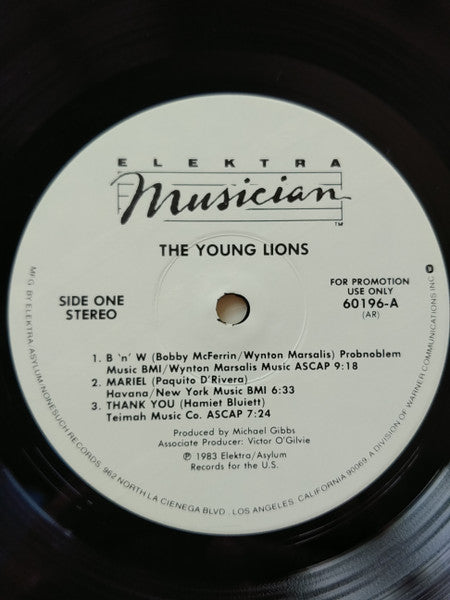 ELEKTRA
Musician
TM
THE YOUNG LIONS
SIDE ONE
STEREO
FOR PROMOTION
USE ONLY
60196-A
(AR)
1. B 'n' W (Bobby McFerrin/Wynton Marsalis) Probnoblem
Music BMI/Wynton Marsalis Music ASCAP 9:18
2. MARIEL (Paquito D'Rivera)
Havana/New York Music BMI 6:33
3. THANK YOU (Hamiet Bluiett)
Teimah Music Co. ASCAP 7:24
Produced by Michael Gibbs
Associate Producer: Victor O'Gilvie
℗ 1983 Elektra/Asylum
Records for the U.S.
MFG. BY ELEKTRA/ASYLUM/NONESUCH RECORDS, 962 NORTH LA CIENEGA BLVD., LOS ANGELES, CALIFORNIA 90069. A DIVISION OF WARNER COMMUNICATIONS INC.